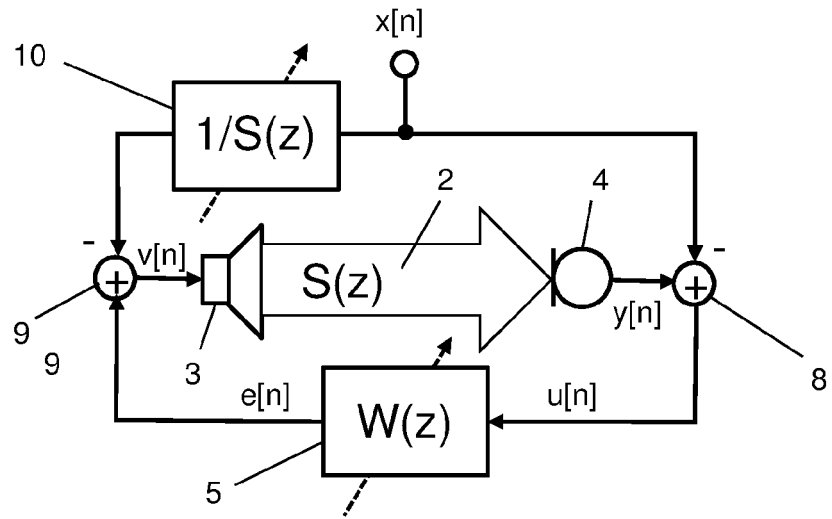 x[n]
10
1/S(z)
2
4
-
-
v[n]
+
S(z)
+
9
y[n]
9
3
8
e[n]
W(z)
u[n]
5